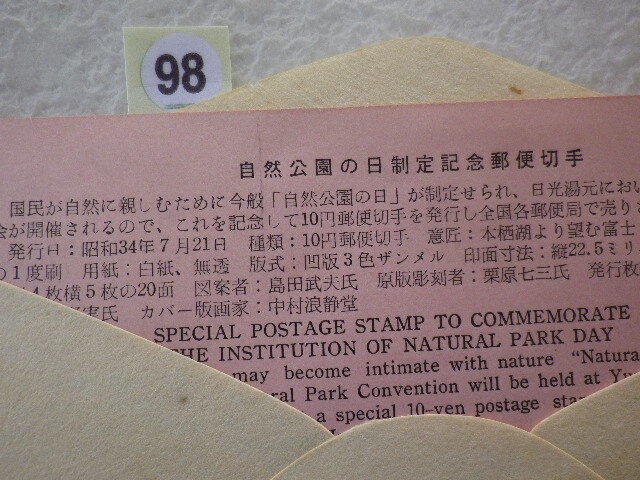 98
自然公園の日制定記念郵便切手
国民が自然に親しむために今般「自然公園の日」が制定せられ、日光湯元におい
会が開催されるので、これを記念して10円郵便切手を発行し全国各郵便局で売りさ
発行日：昭和34年7月21日 種類：10円郵便切手 意匠：本栖湖より望む富士
の1度刷 用紙：白紙、無透 版式：凹版3色ザンメル 印面寸法：縦22.5ミリ
4枚横5枚の20面 図案者：島田武夫氏 原版彫刻者：栗原七三氏 発行枚
実氏 カバー版画家：中村浪静堂
SPECIAL POSTAGE STAMP TO COMMEMORATE
THE INSTITUTION OF NATURAL PARK DAY
may become intimate with nature "Natura
ral Park Convention will be held at Yu
a special 10-yen postage sta